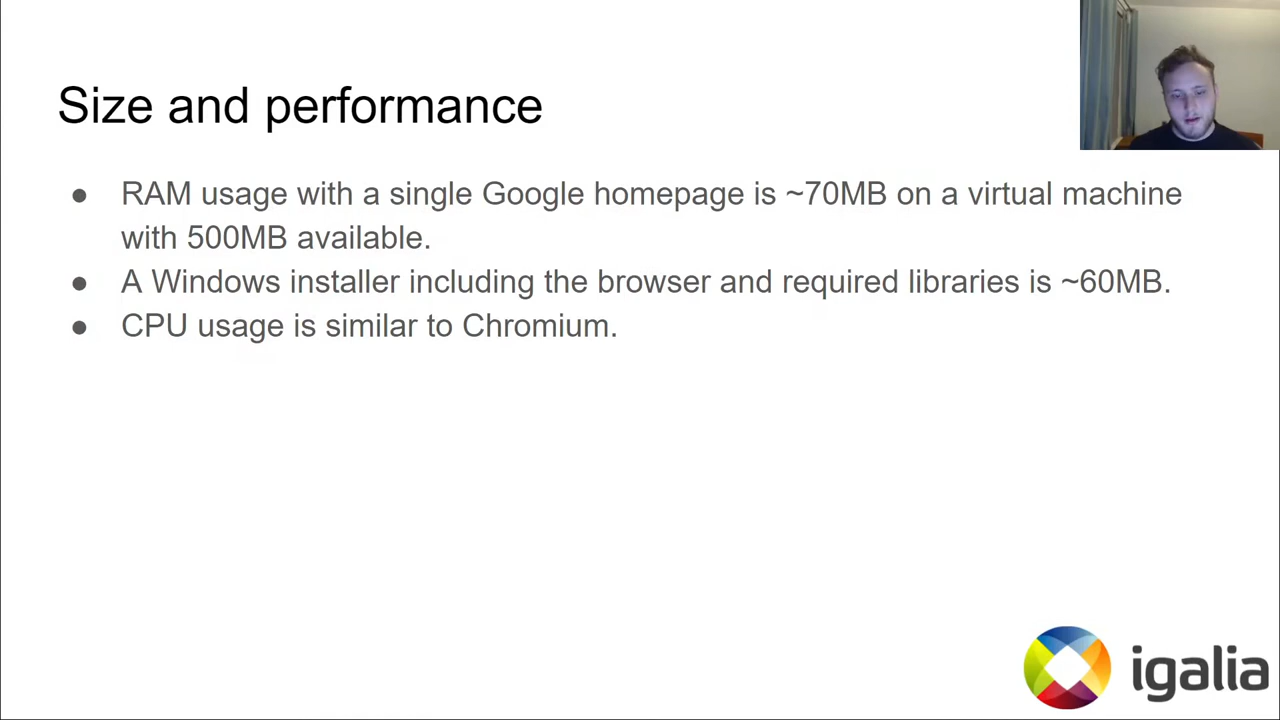 Size and performance
● RAM usage with a single Google homepage is ~70MB on a virtual machine
with 500MB available.
● A Windows installer including the browser and required libraries is ~60MB.
● CPU usage is similar to Chromium.
igalia